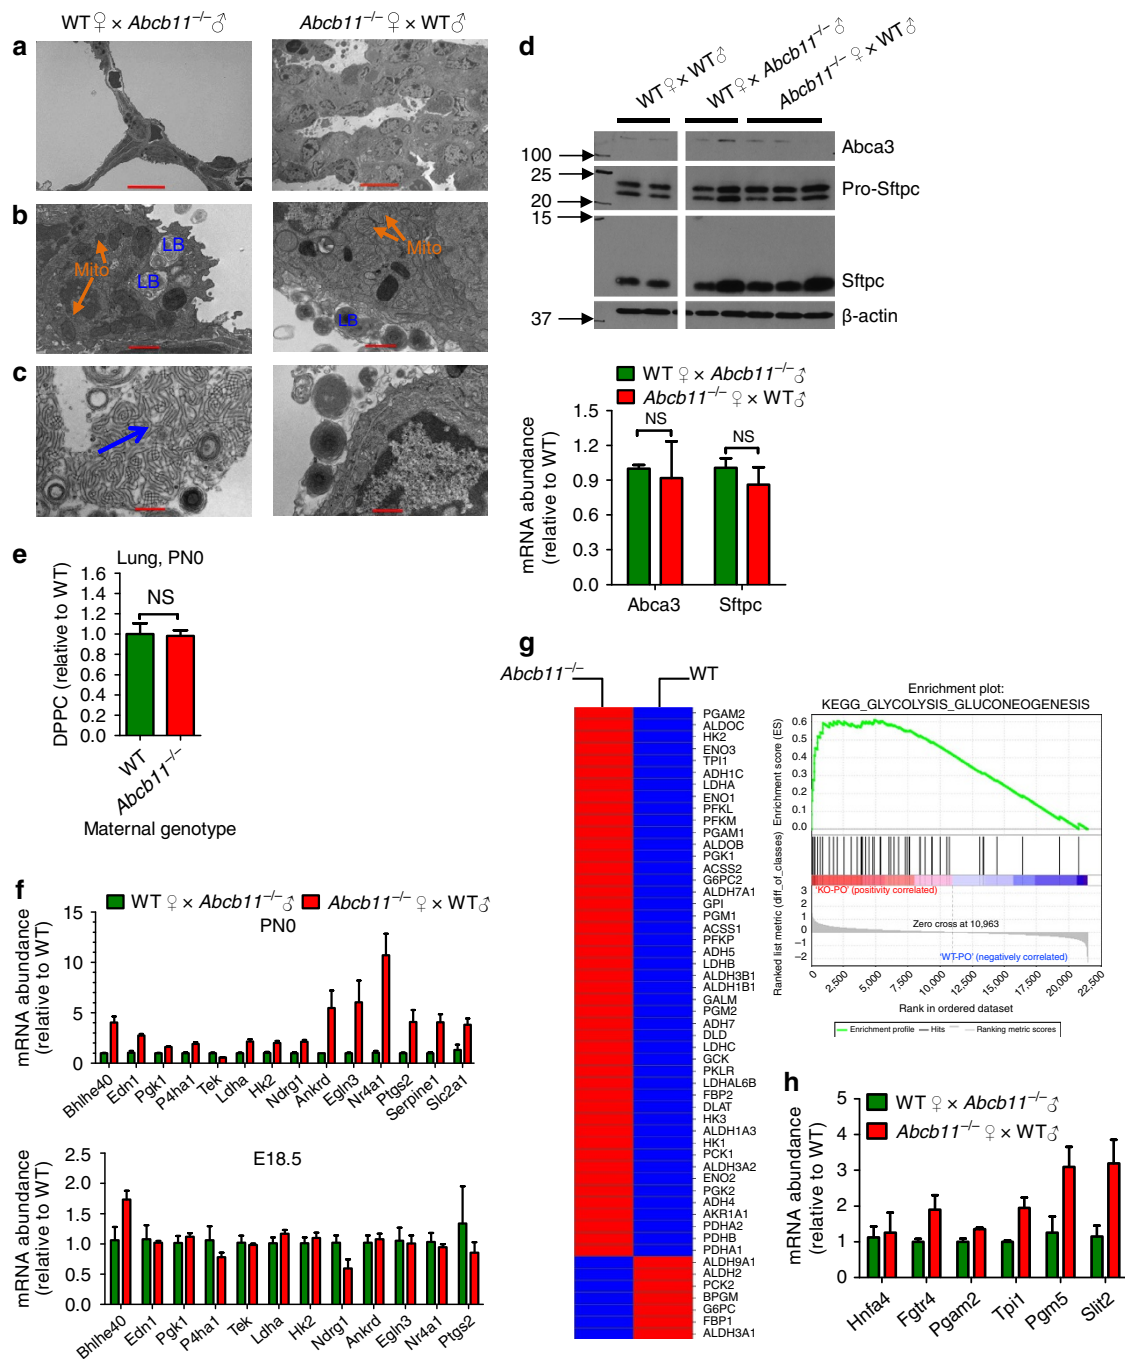 WT♀ × Abcb11−/−♂
Abcb11−/−♀ × WT♂
a
b
Mito
LB
LB
Mito
LB
c
d
WT♀ × WT♂
WT♀ × Abcb11−/−♂
Abcb11−/−♀ × WT♂
100
25
20
15
37
Abca3
Pro-Sftpc
Sftpc
β-actin
WT ♀ × Abcb11−/−♂
Abcb11−/−♀ × WT♂
mRNA abundance
(relative to WT)
1.5
1.2
0.9
0.6
0.3
0.0
NS
NS
Abca3
Sftpc
e
Lung, PN0
DPPC (relative to WT)
1.6
1.4
1.2
1.0
0.8
0.6
0.4
0.2
0.0
NS
WT
Abcb11−/−
Maternal genotype
f
WT ♀ × Abcb11−/−♂
Abcb11−/−♀ × WT♂
PN0
mRNA abundance
(relative to WT)
15
10
5
0
Bhlhe40
Edn1
Pgk1
P4ha1
Tek
Ldha
Hk2
Ndrg1
Ankrd
Egln3
Nr4a1
Ptgs2
Serpine1
Slc2a1
E18.5
mRNA abundance
(relative to WT)
2.5
2.0
1.5
1.0
0.5
0.0
Bhlhe40
Edn1
Pgk1
P4ha1
Tek
Ldha
Hk2
Ndrg1
Ankrd
Egln3
Nr4a1
Ptgs2
g
Abcb11−/−
WT
PGAM2
ALDOC
HK2
ENO3
TPI1
ADH1C
LDHA
ENO1
PFKL
PFKM
PGAM1
ALDOB
PGK1
ACSS2
G6PC2
ALDH7A1
GPI
PGM1
ACSS1
PFKP
ADH5
LDHB
ALDH3B1
ALDH1B1
GALM
PGM2
ADH7
DLD
LDHC
GCK
PKLR
LDHAL6B
FBP2
DLAT
HK3
ALDH1A3
HK1
PCK1
ALDH3A2
ENO2
PGK2
ADH4
AKR1A1
PDHA2
PDHB
PDHA1
ALDH9A1
ALDH2
PCK2
BPGM
G6PC
FBP1
ALDH3A1
Enrichment plot:
KEGG_GLYCOLYSIS_GLUCONEOGENESIS
Enrichment score (ES)
0.6
0.5
0.4
0.3
0.2
0.1
0.0
Ranked list metric (diff_of_classes)
'KO-PO' (positivity correlated)
3
2
1
0
−1
−2
Zero cross at 10,963
'WT-PO' (negatively correlated)
0
2,500
5,000
7,500
10,000
12,500
15,000
17,500
20,000
22,500
Rank in ordered dataset
Enrichment profile
Hits
Ranking metric scores
h
WT ♀ × Abcb11−/−♂
Abcb11−/−♀ × WT♂
mRNA abundance
(relative to WT)
5
4
3
2
1
0
Hnfa4
Fgtr4
Pgam2
Tpi1
Pgm5
Slit2